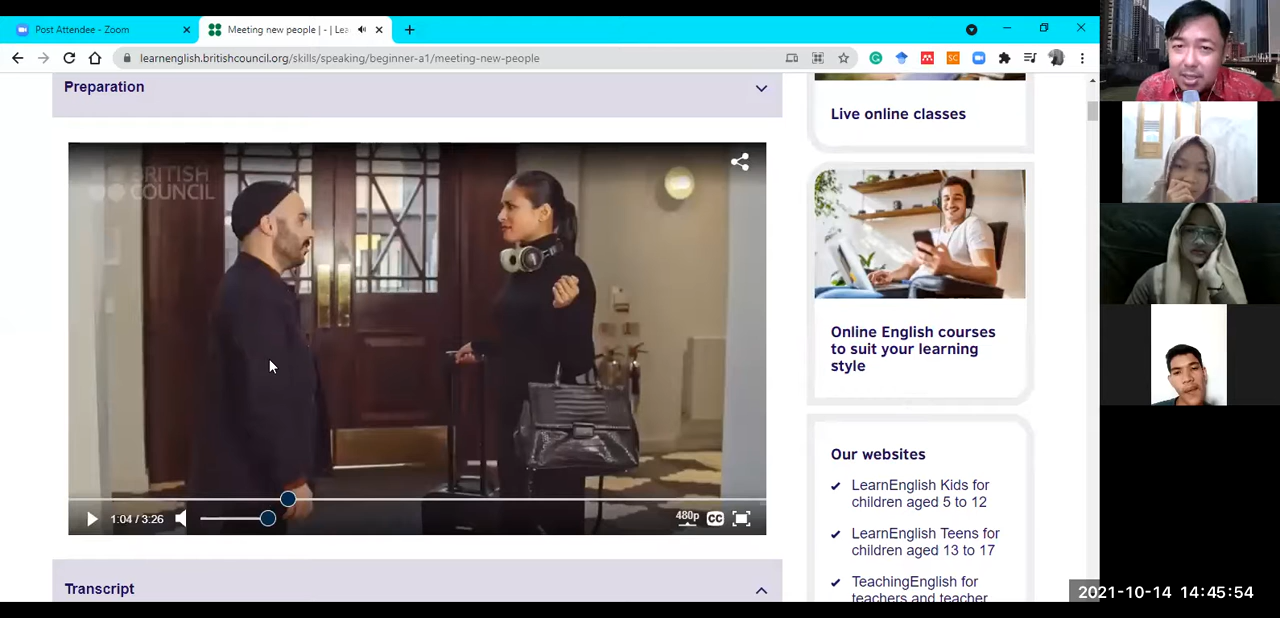 Post Attendee - Zoom
Meeting new people | - | Lea
learnenglish.britishcouncil.org/skills/speaking/beginner-a1/meeting-new-people
Preparation
BRITISH
COUNCIL
1:04 / 3:26
480p
CC
Transcript
Live online classes
Online English courses
to suit your learning
style
Our websites
✔ LearnEnglish Kids for
children aged 5 to 12
✔ LearnEnglish Teens for
children aged 13 to 17
✔ TeachingEnglish for
teachers and teacher
2021-10-14 14:45:54